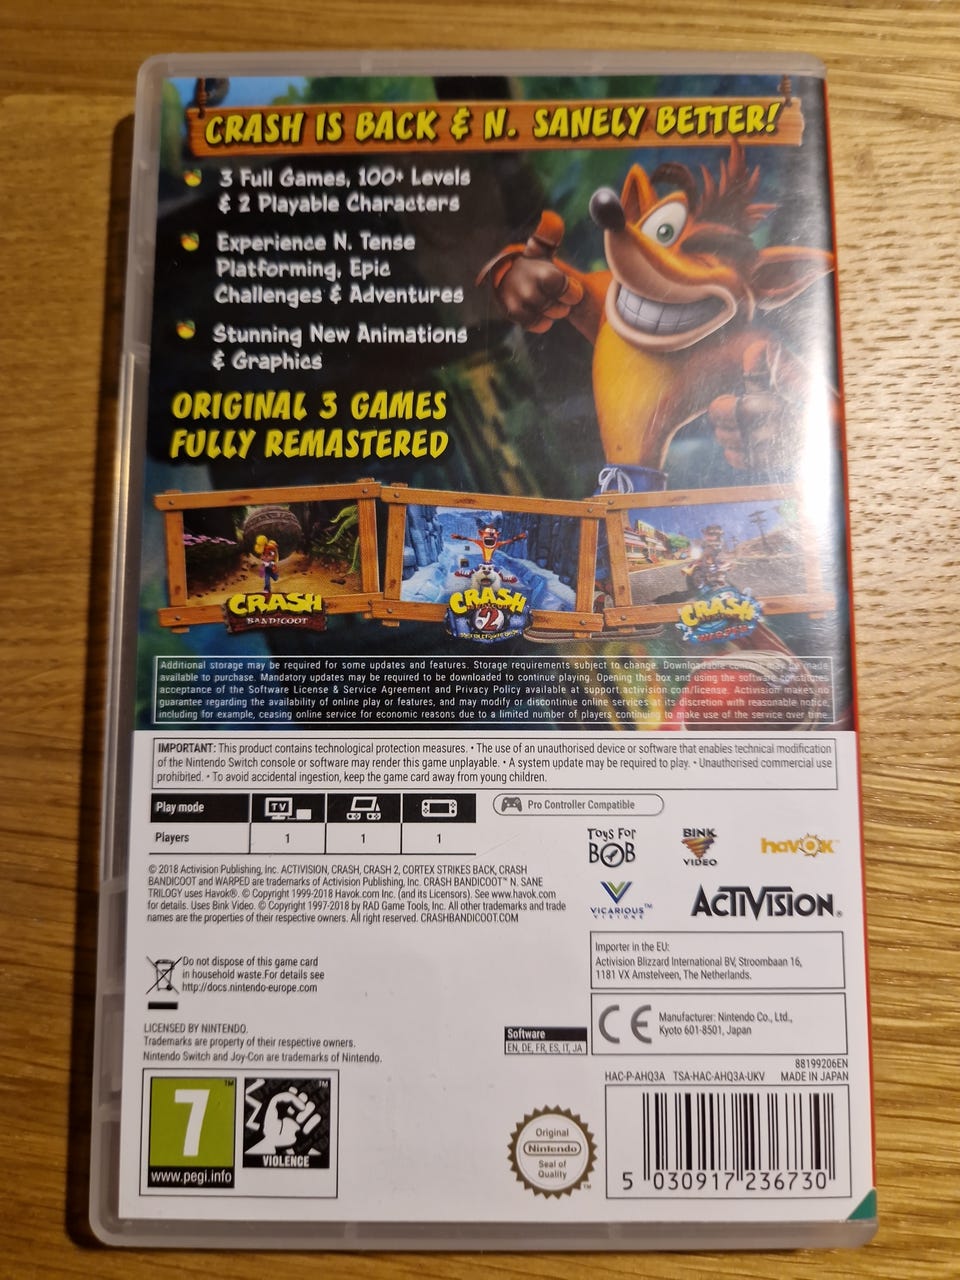 CRASH IS BACK & N. SANELY BETTER!
3 Full Games, 100+ Levels
& 2 Playable Characters
Experience N. Tense
Platforming, Epic
Challenges & Adventures
Stunning New Animations
& Graphics
ORIGINAL 3 GAMES
FULLY REMASTERED
CRASH
BANDICOOT
CRASH
BANDICOOT
2
CRASH
Additional storage may be required for some updates and features. Storage requirements subject to change. Downloadable content may be made
available to purchase. Mandatory updates may be required to be downloaded to continue playing. Opening this box and using the software constitutes
acceptance of the Software License & Service Agreement and Privacy Policy available at support.activision.com/license. Activision makes no
guarantee regarding the availability of online play or features, and may modify or discontinue online services at its discretion with reasonable notice,
including for example, ceasing online service for economic reasons due to a limited number of players continuing to make use of the service over time.
IMPORTANT: This product contains technological protection measures. • The use of an unauthorised device or software that enables technical modification
of the Nintendo Switch console or software may render this game unplayable. • A system update may be required to play. • Unauthorised commercial use
prohibited. • To avoid accidental ingestion, keep the game card away from young children.
Play mode TV
Players 1 1 1
Pro Controller Compatible
© 2018 Activision Publishing, Inc. ACTIVISION, CRASH, CRASH 2, CORTEX STRIKES BACK, CRASH
BANDICOOT and WARPED are trademarks of Activision Publishing, Inc. CRASH BANDICOOT™ N. SANE
TRILOGY uses Havok®. © Copyright 1999-2018 Havok.com Inc. (and its Licensors). See www.havok.com
for details. Uses Bink Video. © Copyright 1997-2018 by RAD Game Tools, Inc. All other trademarks and trade
names are the properties of their respective owners. All right reserved. CRASHBANDICOOT.COM
TOYS FOR
BOB
BINK
VIDEO
havok™
VICARIOUS™
VISIONS
ACTIVISION®
Do not dispose of this game card
in household waste.For details see
http://docs.nintendo-europe.com
Importer in the EU:
Activision Blizzard International BV, Stroombaan 16,
1181 VX Amstelveen, The Netherlands.
CE
Manufacturer: Nintendo Co., Ltd.,
Kyoto 601-8501, Japan
LICENSED BY NINTENDO.
Trademarks are property of their respective owners.
Nintendo Switch and Joy-Con are trademarks of Nintendo.
Software
EN, DE, FR, ES, IT, JA
88199206EN
HAC-P-AHQ3A TSA-HAC-AHQ3A-UKV MADE IN JAPAN
7™
www.pegi.info
™
VIOLENCE
Original
Nintendo
Seal of
Quality
™
5 030917 236730